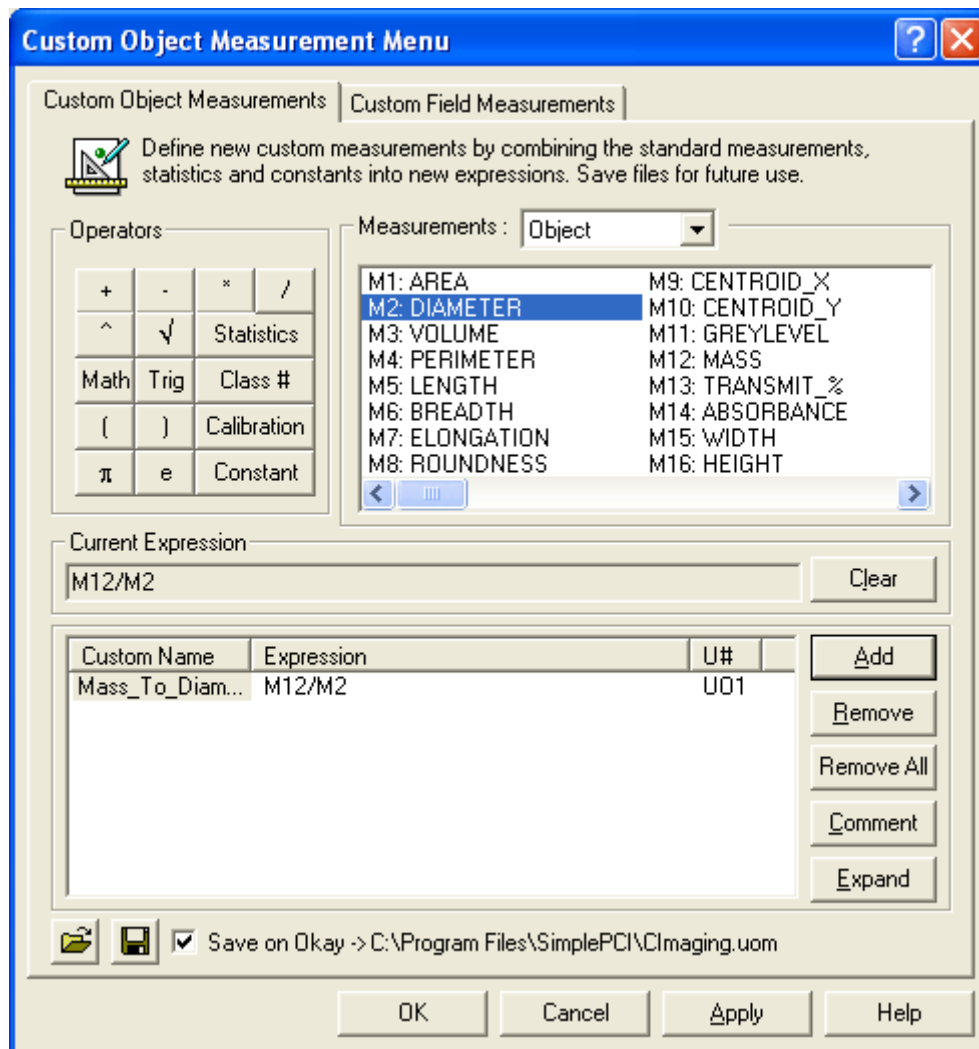 Custom Object Measurement Menu
?
Custom Object Measurements
Custom Field Measurements
Define new custom measurements by combining the standard measurements,
statistics and constants into new expressions. Save files for future use.
Operators
+ - * /
^ √ Statistics
Math Trig Class #
( ) Calibration
π e Constant
Measurements : Object
M1: AREA
M2: DIAMETER
M3: VOLUME
M4: PERIMETER
M5: LENGTH
M6: BREADTH
M7: ELONGATION
M8: ROUNDNESS
M9: CENTROID_X
M10: CENTROID_Y
M11: GREYLEVEL
M12: MASS
M13: TRANSMIT_%
M14: ABSORBANCE
M15: WIDTH
M16: HEIGHT
Current Expression
M12/M2
Clear
Custom Name Expression U#
Mass_To_Diam... M12/M2 UO1
Add
Remove
Remove All
Comment
Expand
Save on Okay -> C:\Program Files\SimplePCI\CImaging.uom
OK Cancel Apply Help